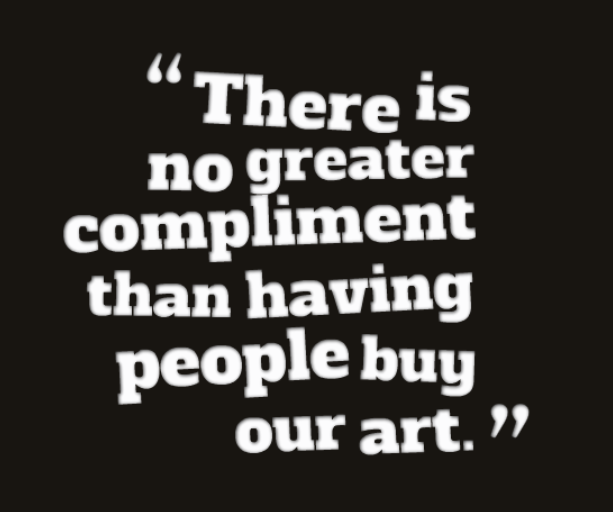 “There is
no greater
compliment
than having
people buy
our art.”